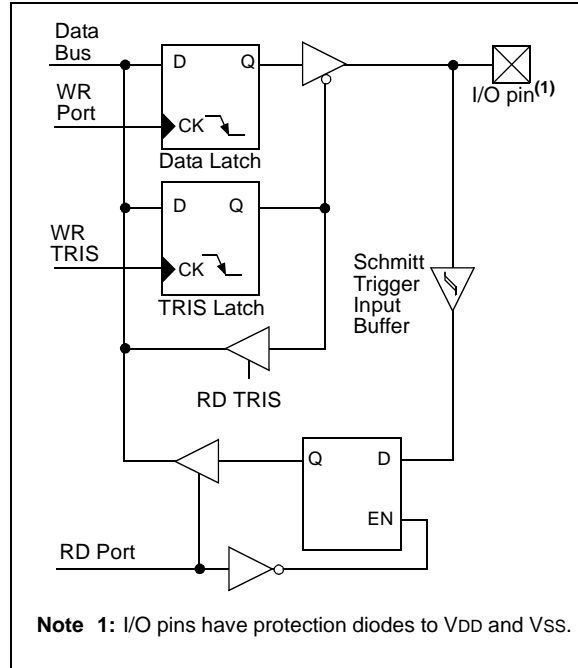 Data
Bus
D
Q
WR
Port
CK
I/O pin(1)
Data Latch
D
Q
WR
TRIS
CK
TRIS Latch
Schmitt
Trigger
Input
Buffer
RD TRIS
Q
D
EN
RD Port
Note 1: I/O pins have protection diodes to VDD and VSS.